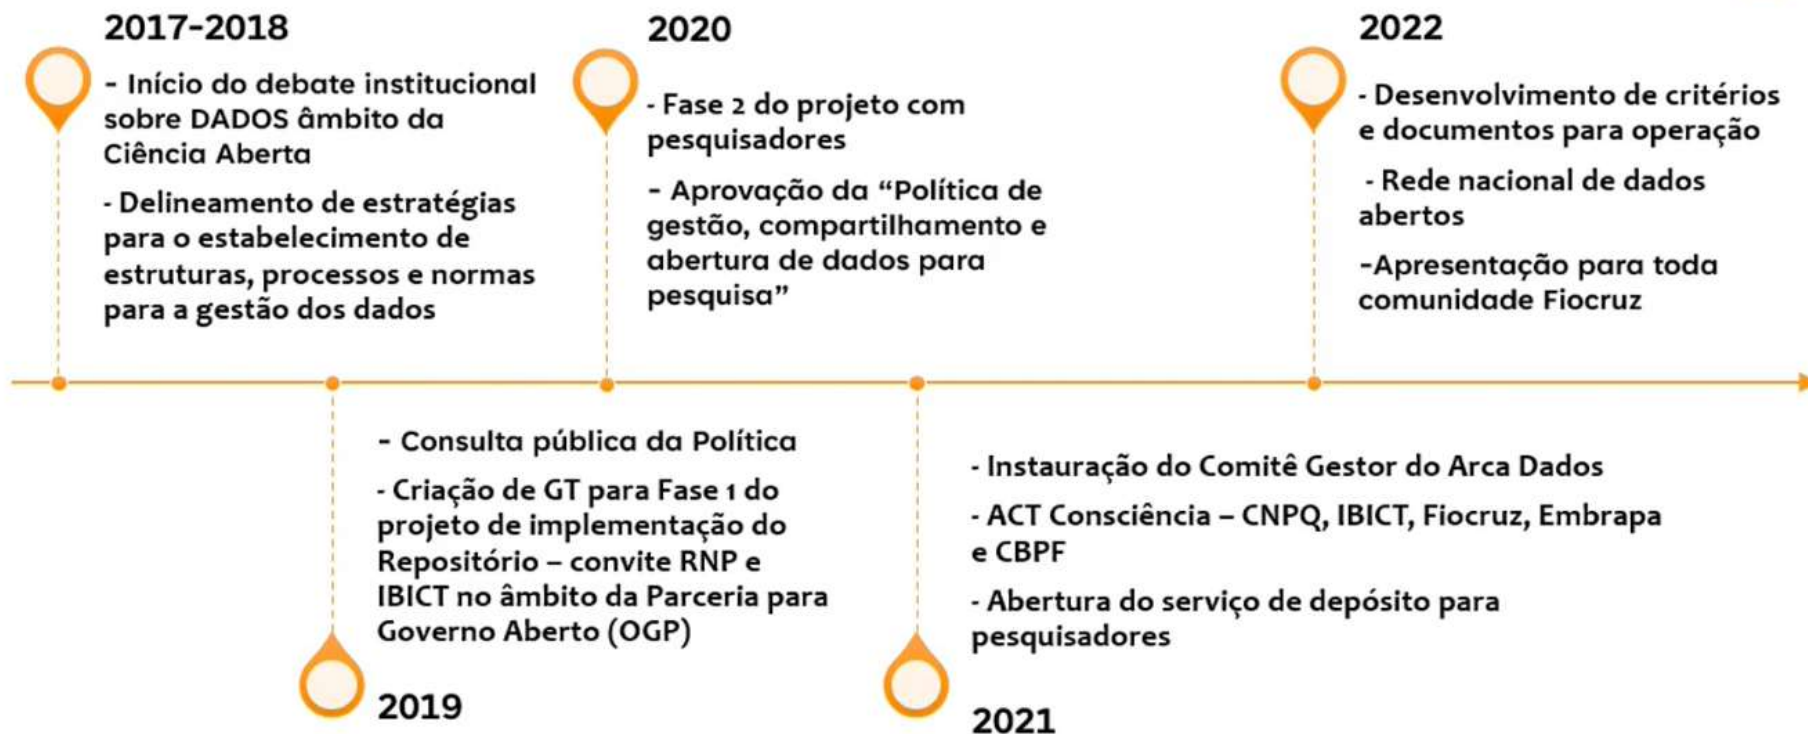 2017-2018
- Início do debate institucional
sobre DADOS âmbito da
Ciência Aberta
- Delineamento de estratégias
para o estabelecimento de
estruturas, processos e normas
para a gestão dos dados
- Consulta pública da Política
- Criação de GT para Fase 1 do
projeto de implementação do
Repositório – convite RNP e
IBICT no âmbito da Parceria para
Governo Aberto (OGP)
2019
2020
- Fase 2 do projeto com
pesquisadores
- Aprovação da “Política de
gestão, compartilhamento e
abertura de dados para
pesquisa”
- Instauração do Comitê Gestor do Arca Dados
- ACT Consciência – CNPQ, IBICT, Fiocruz, Embrapa
e CBPF
- Abertura do serviço de depósito para
pesquisadores
2021
2022
- Desenvolvimento de critérios
e documentos para operação
- Rede nacional de dados
abertos
-Apresentação para toda
comunidade Fiocruz